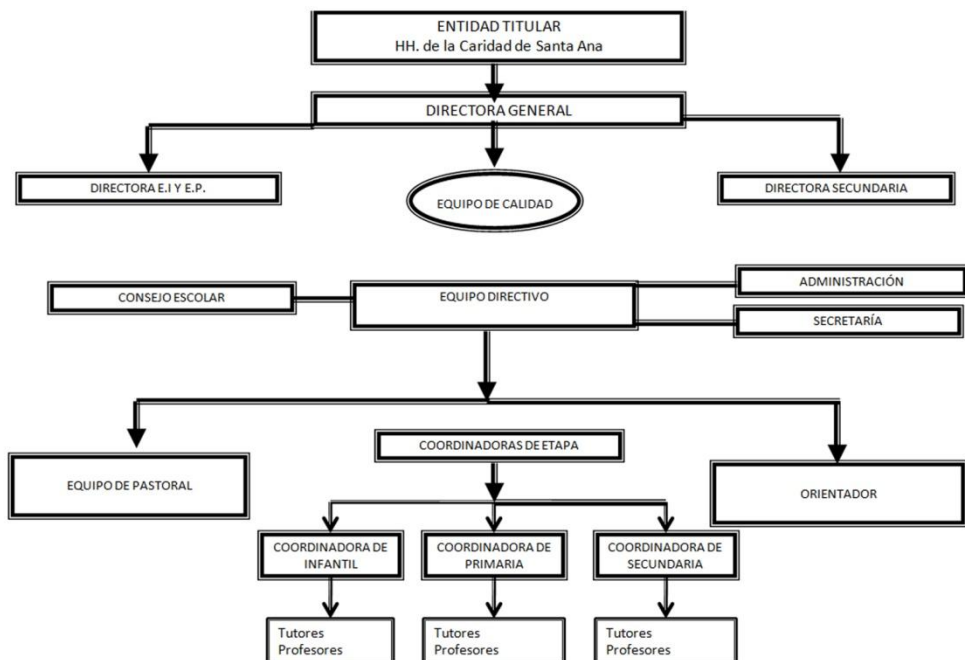 ENTIDAD TITULAR
HH. de la Caridad de Santa Ana
DIRECTORA GENERAL
DIRECTORA E.I Y E.P.
EQUIPO DE CALIDAD
DIRECTORA SECUNDARIA
CONSEJO ESCOLAR
EQUIPO DIRECTIVO
ADMINISTRACIÓN
SECRETARÍA
EQUIPO DE PASTORAL
COORDINADORAS DE ETAPA
ORIENTADOR
COORDINADORA DE
INFANTIL
COORDINADORA DE
PRIMARIA
COORDINADORA DE
SECUNDARIA
Tutores
Profesores
Tutores
Profesores
Tutores
Profesores